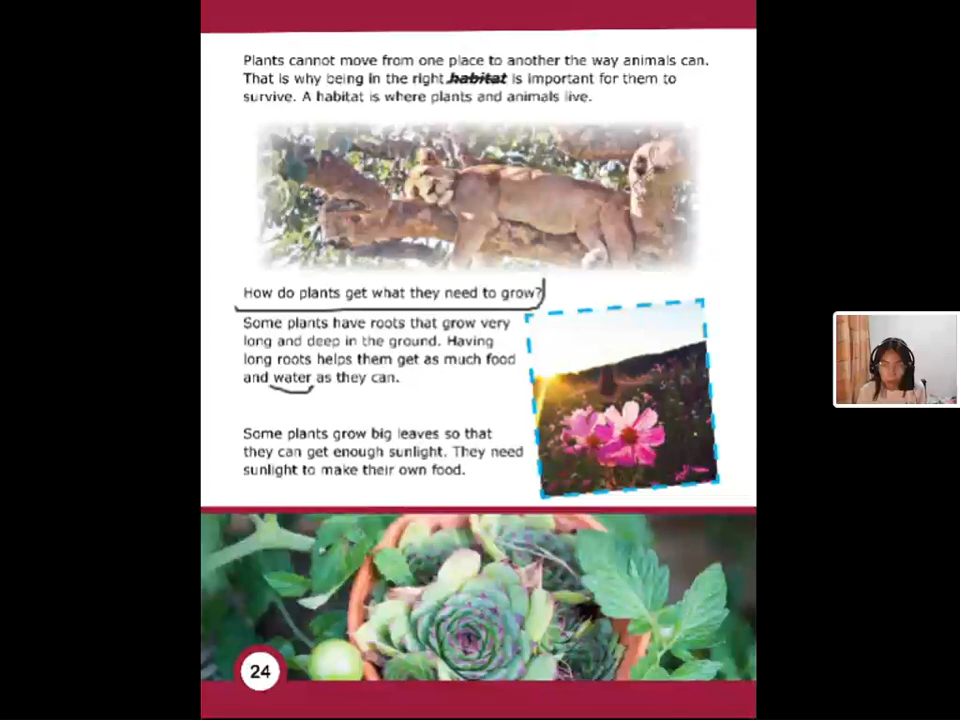 Plants cannot move from one place to another the way animals can.
That is why being in the right habitat is important for them to
survive. A habitat is where plants and animals live.
How do plants get what they need to grow?
Some plants have roots that grow very
long and deep in the ground. Having
long roots helps them get as much food
and water as they can.
Some plants grow big leaves so that
they can get enough sunlight. They need
sunlight to make their own food.
24